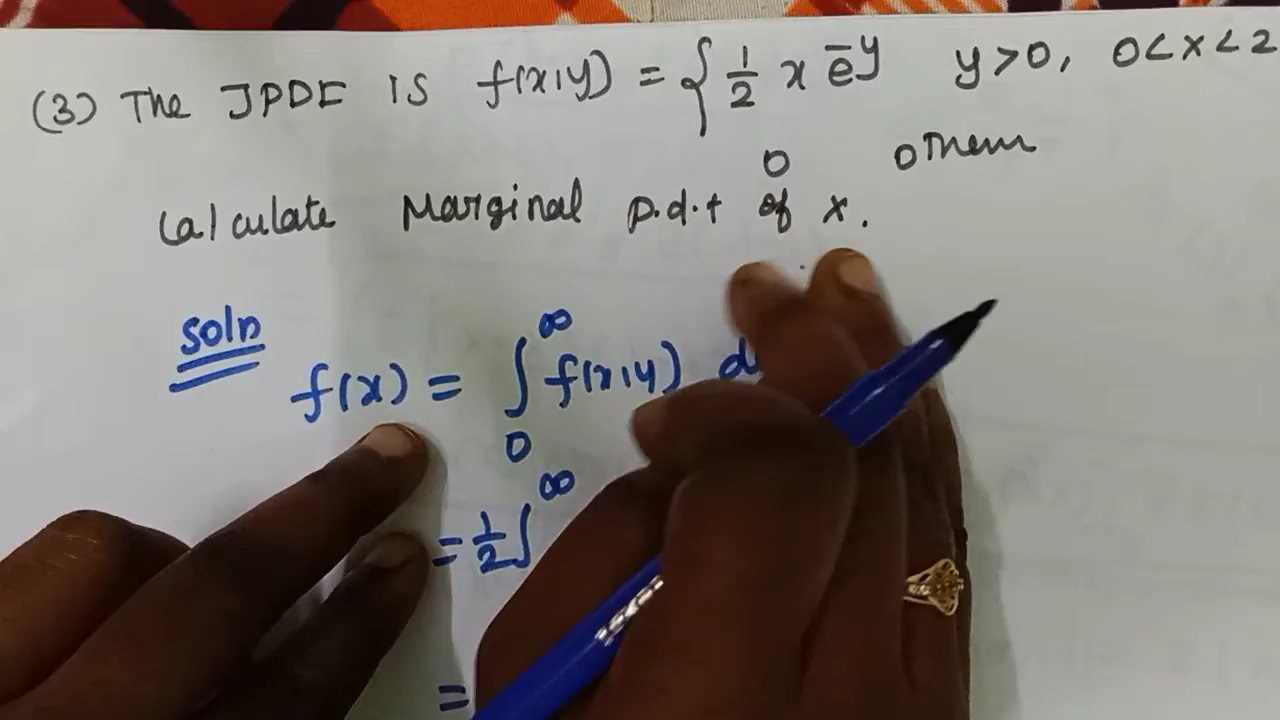 (3) The JPDF IS f(x,y) = { 1/2 x e^-y y>0, 0<x<2
0 otherw
Calculate Marginal p.d.f of x.
Soln
f(x) = ∫_0^∞ f(x,y) d
= 1/2 ∫^∞
=